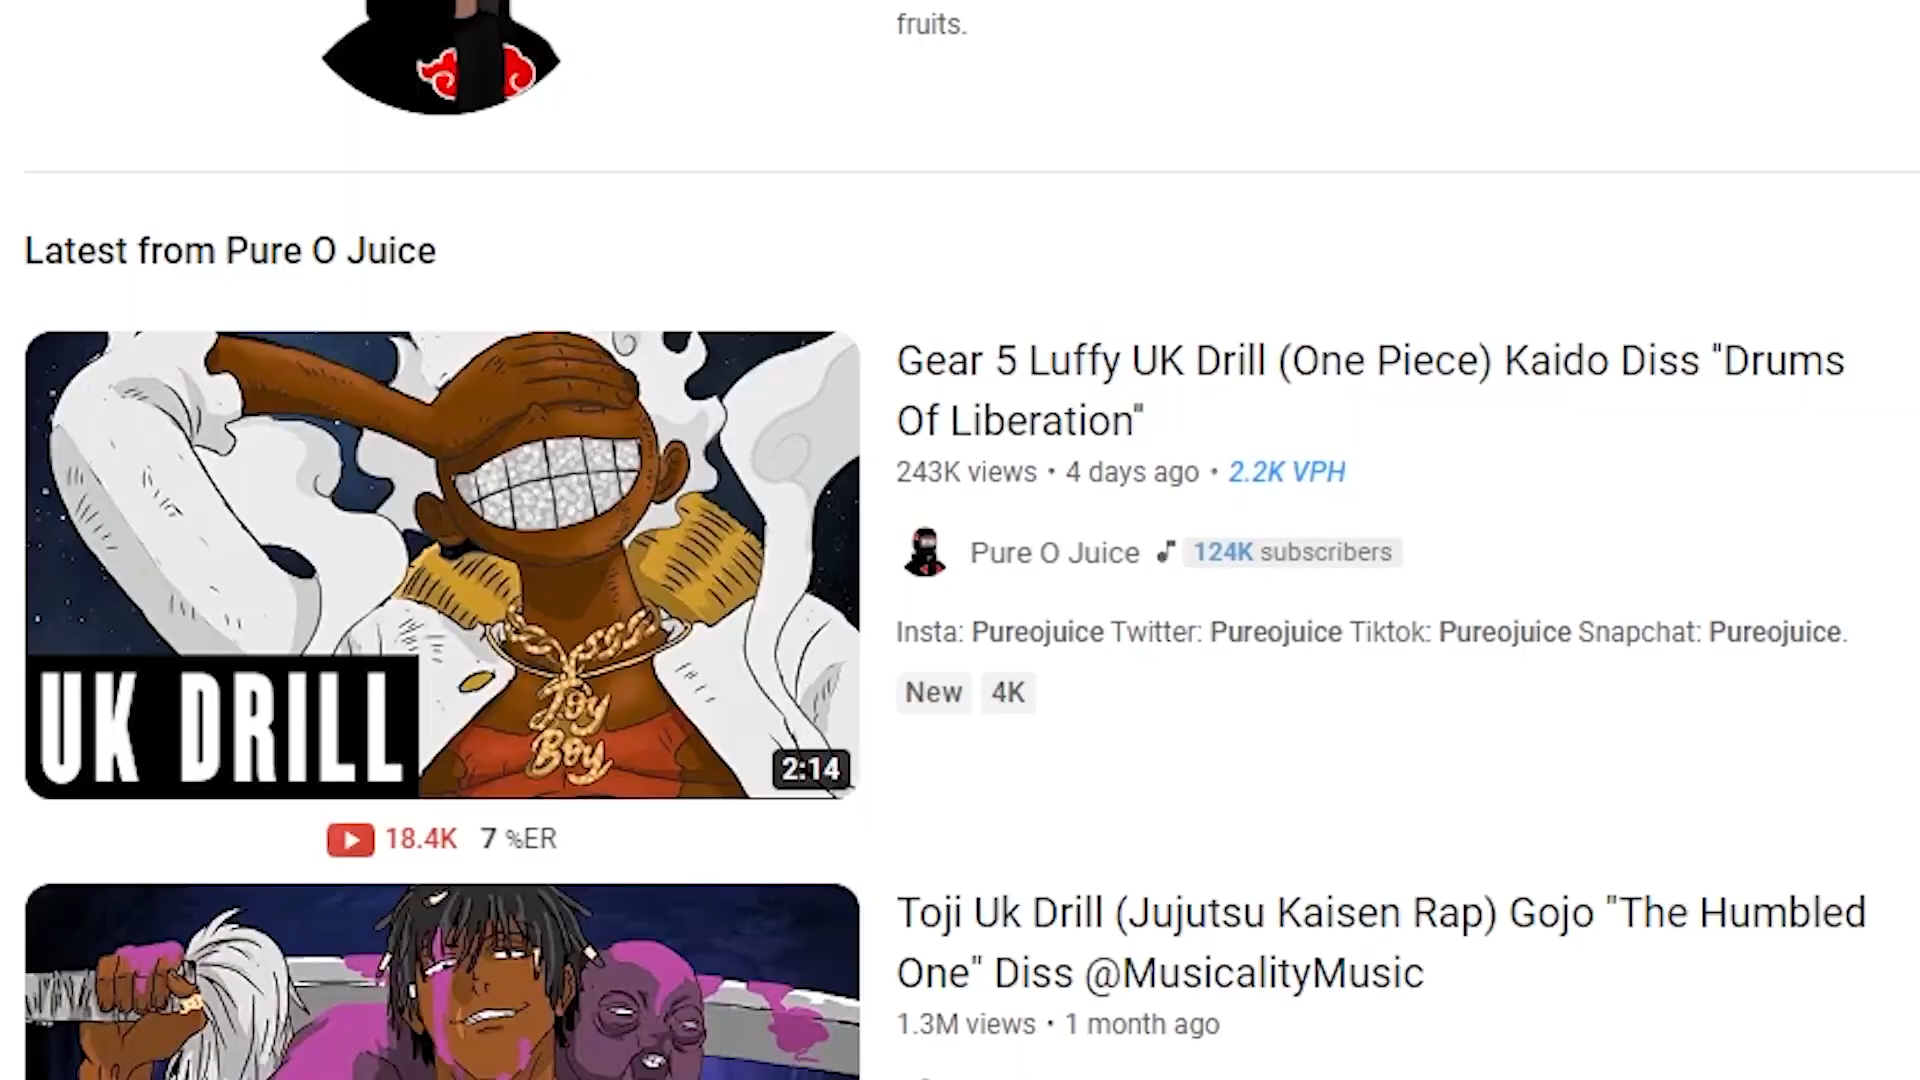 fruits.
Latest from Pure O Juice
Gear 5 Luffy UK Drill (One Piece) Kaido Diss "Drums
Of Liberation"
243K views • 4 days ago • 2.2K VPH
Pure O Juice 124K subscribers
Insta: Pureojuice Twitter: Pureojuice Tiktok: Pureojuice Snapchat: Pureojuice.
New 4K
Joy
Boy
UK DRILL
2:14
18.4K 7 %ER
Toji Uk Drill (Jujutsu Kaisen Rap) Gojo "The Humbled
One" Diss @MusicalityMusic
1.3M views • 1 month ago